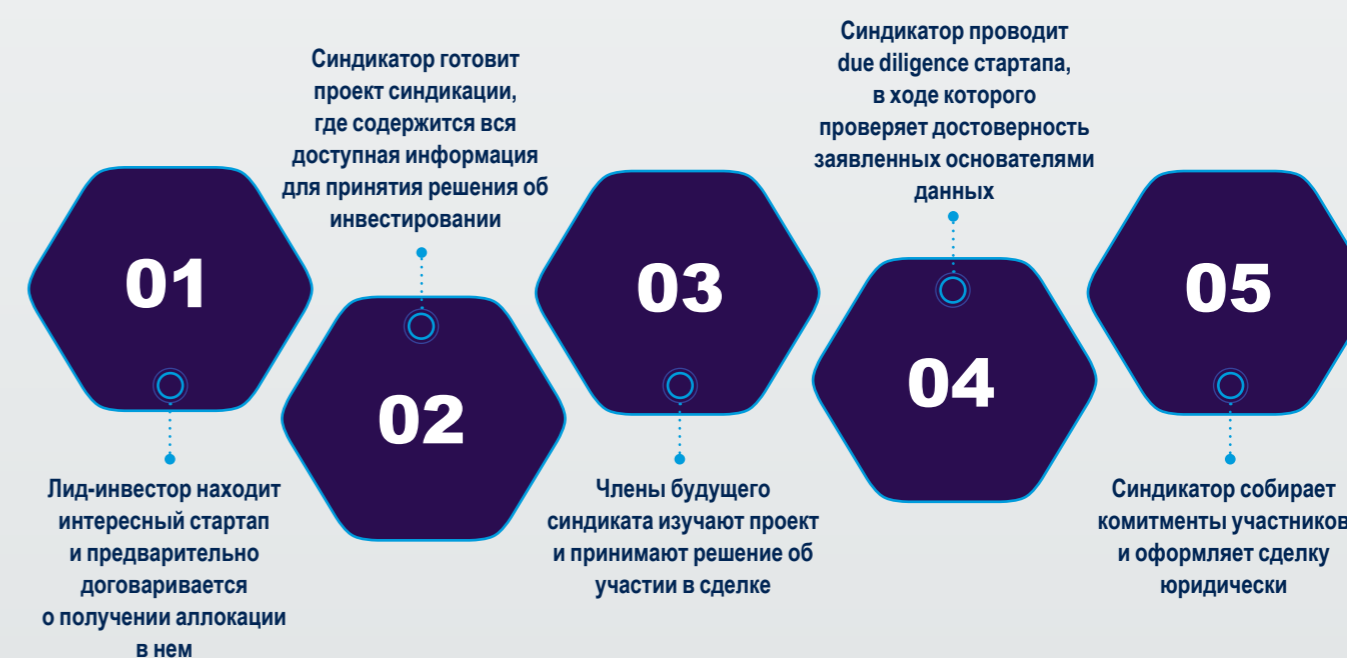 01
Лид-инвестор находит
интересный стартап
и предварительно
договаривается
о получении аллокации
в нем
Синдикатор готовит
проект синдикации,
где содержится вся
доступная информация
для принятия решения об
инвестировании
02
03
Члены будущего
синдиката изучают проект
и принимают решение об
участии в сделке
Синдикатор проводит
due diligence стартапа,
в ходе которого
проверяет достоверность
заявленных основателями
данных
04
05
Синдикатор собирает
комитменты участников
и оформляет сделку
юридически